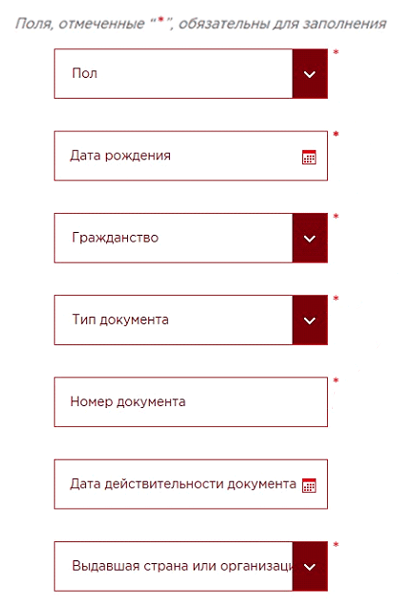 Поля, отмеченные “*”, обязательны для заполнения
Пол *
Дата рождения *
Гражданство *
Тип документа *
Номер документа *
Дата действительности документа
Выдавшая страна или организаци *